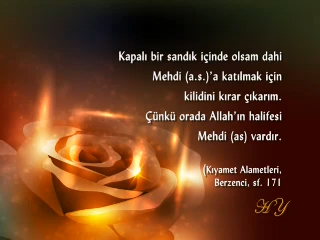 Kapalı bir sandık içinde olsam dahi
Mehdi (a.s.)'a katılmak için
kilidini kırar çıkarım.
Çünkü orada Allah'ın halifesi
Mehdi (as) vardır.
(Kıyamet Alametleri,
Berzenci, sf. 171
HY